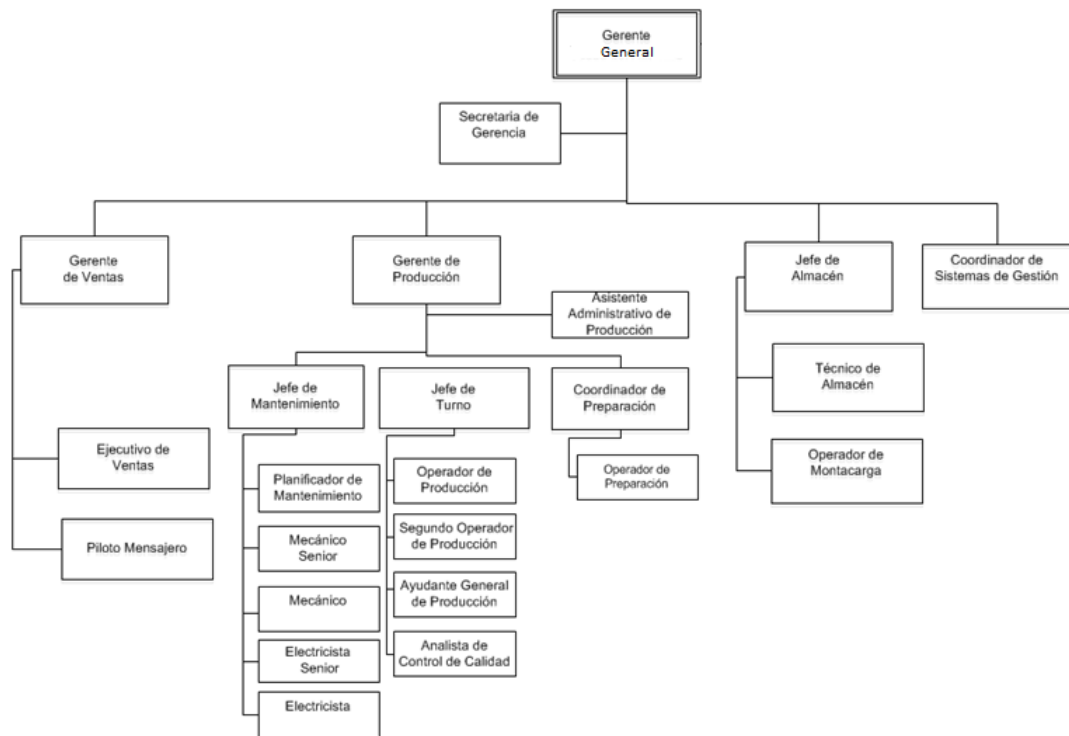 Gerente
General
Secretaria de
Gerencia
Gerente
de Ventas
Gerente de
Producción
Jefe de
Almacén
Coordinador de
Sistemas de Gestión
Asistente
Administrativo de
Producción
Jefe de
Mantenimiento
Jefe de
Turno
Coordinador de
Preparación
Técnico de
Almacén
Ejecutivo de
Ventas
Operador de
Montacarga
Planificador de
Mantenimiento
Operador de
Producción
Operador de
Preparación
Piloto Mensajero
Mecánico
Senior
Segundo Operador
de Producción
Mecánico
Ayudante General
de Producción
Electricista
Senior
Analista de
Control de Calidad
Electricista